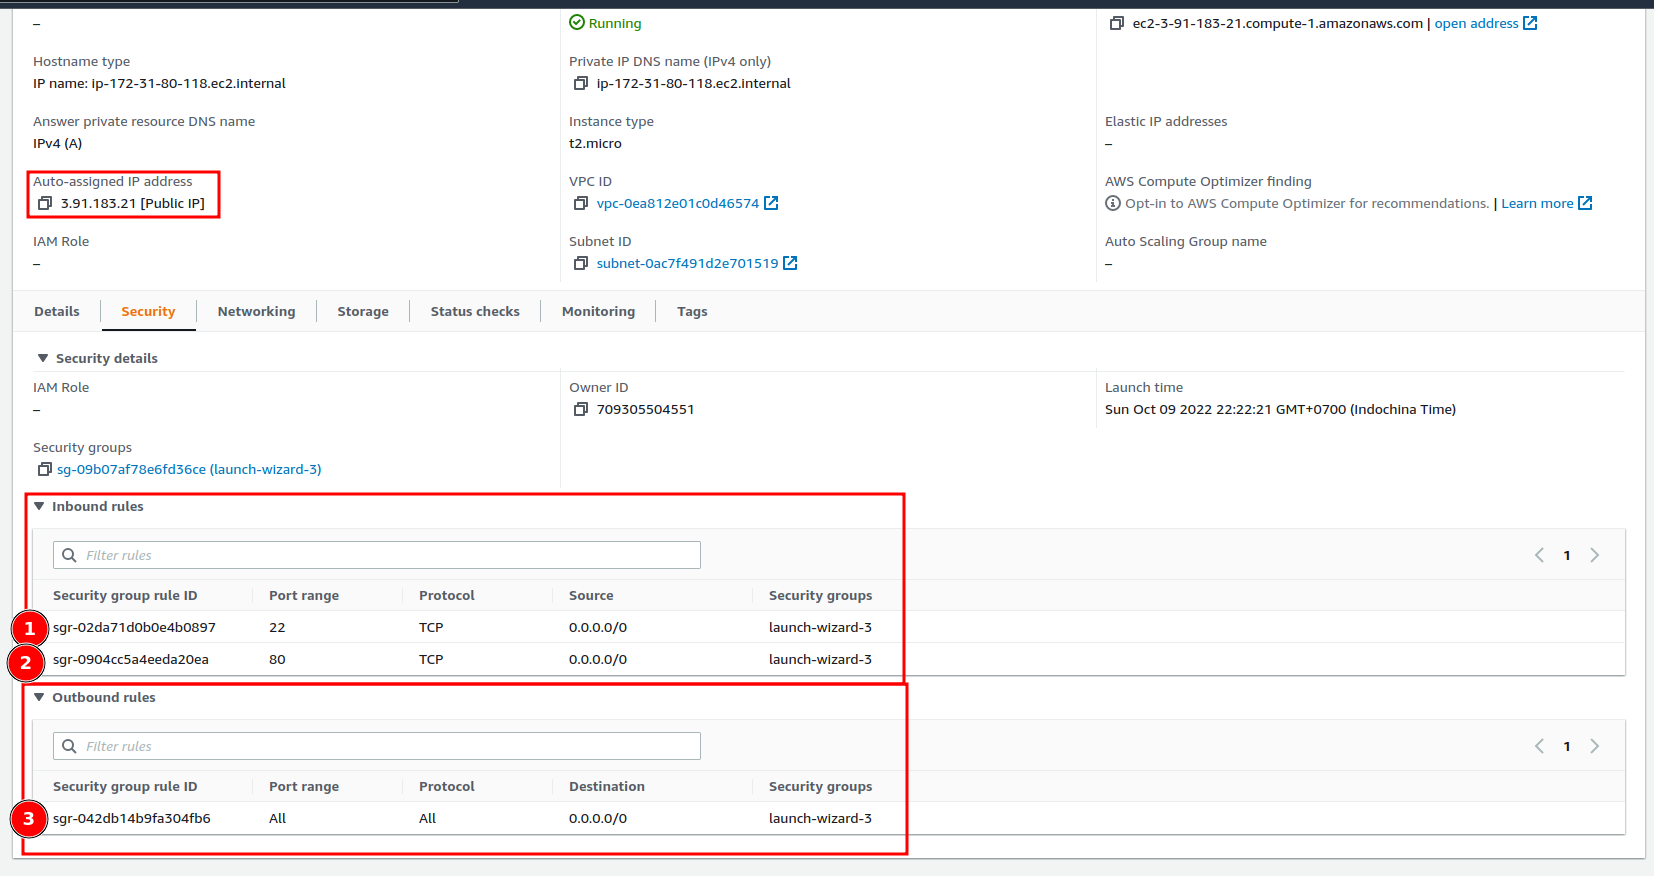 –
Running
ec2-3-91-183-21.compute-1.amazonaws.com | open address
Hostname type
Private IP DNS name (IPv4 only)
IP name: ip-172-31-80-118.ec2.internal
ip-172-31-80-118.ec2.internal
Answer private resource DNS name
Instance type
Elastic IP addresses
IPv4 (A)
t2.micro
–
Auto-assigned IP address
VPC ID
AWS Compute Optimizer finding
3.91.183.21 [Public IP]
vpc-0ea812e01c0d46574
Opt-in to AWS Compute Optimizer for recommendations. | Learn more
IAM Role
Subnet ID
Auto Scaling Group name
–
subnet-0ac7f491d2e701519
–
Details Security Networking Storage Status checks Monitoring Tags
Security details
IAM Role
Owner ID
Launch time
–
709305504551
Sun Oct 09 2022 22:22:21 GMT+0700 (Indochina Time)
Security groups
sg-09b07af78e6fd36ce (launch-wizard-3)
Inbound rules
Filter rules
1
Security group rule ID Port range Protocol Source Security groups
1 sgr-02da71d0b0e4b0897 22 TCP 0.0.0.0/0 launch-wizard-3
2 sgr-0904cc5a4eeda20ea 80 TCP 0.0.0.0/0 launch-wizard-3
Outbound rules
Filter rules
1
Security group rule ID Port range Protocol Destination Security groups
3 sgr-042db14b9fa304fb6 All All 0.0.0.0/0 launch-wizard-3